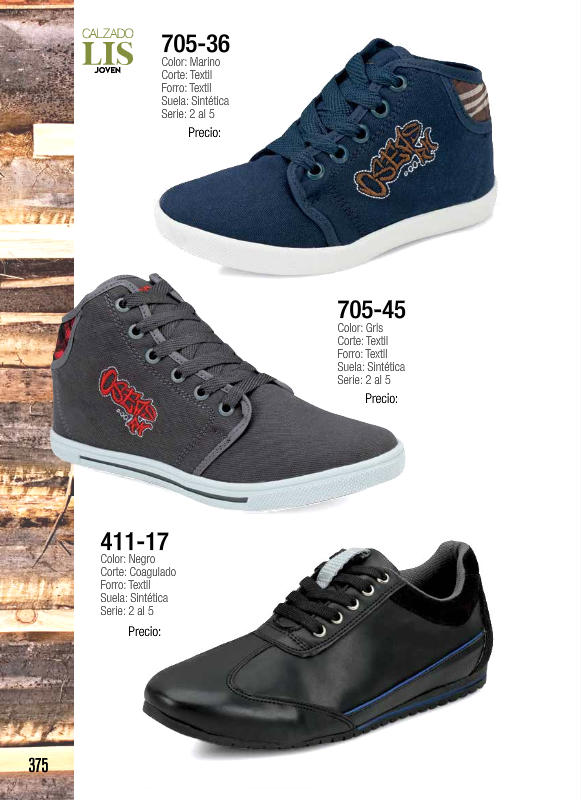 CALZADO
LIS
JOVEN
705-36
Color: Marino
Corte: Textil
Forro: Textil
Suela: Sintética
Serie: 2 al 5
Precio:
705-45
Color: Gris
Corte: Textil
Forro: Textil
Suela: Sintética
Serie: 2 al 5
Precio:
411-17
Color: Negro
Corte: Coagulado
Forro: Textil
Suela: Sintética
Serie: 2 al 5
Precio:
375